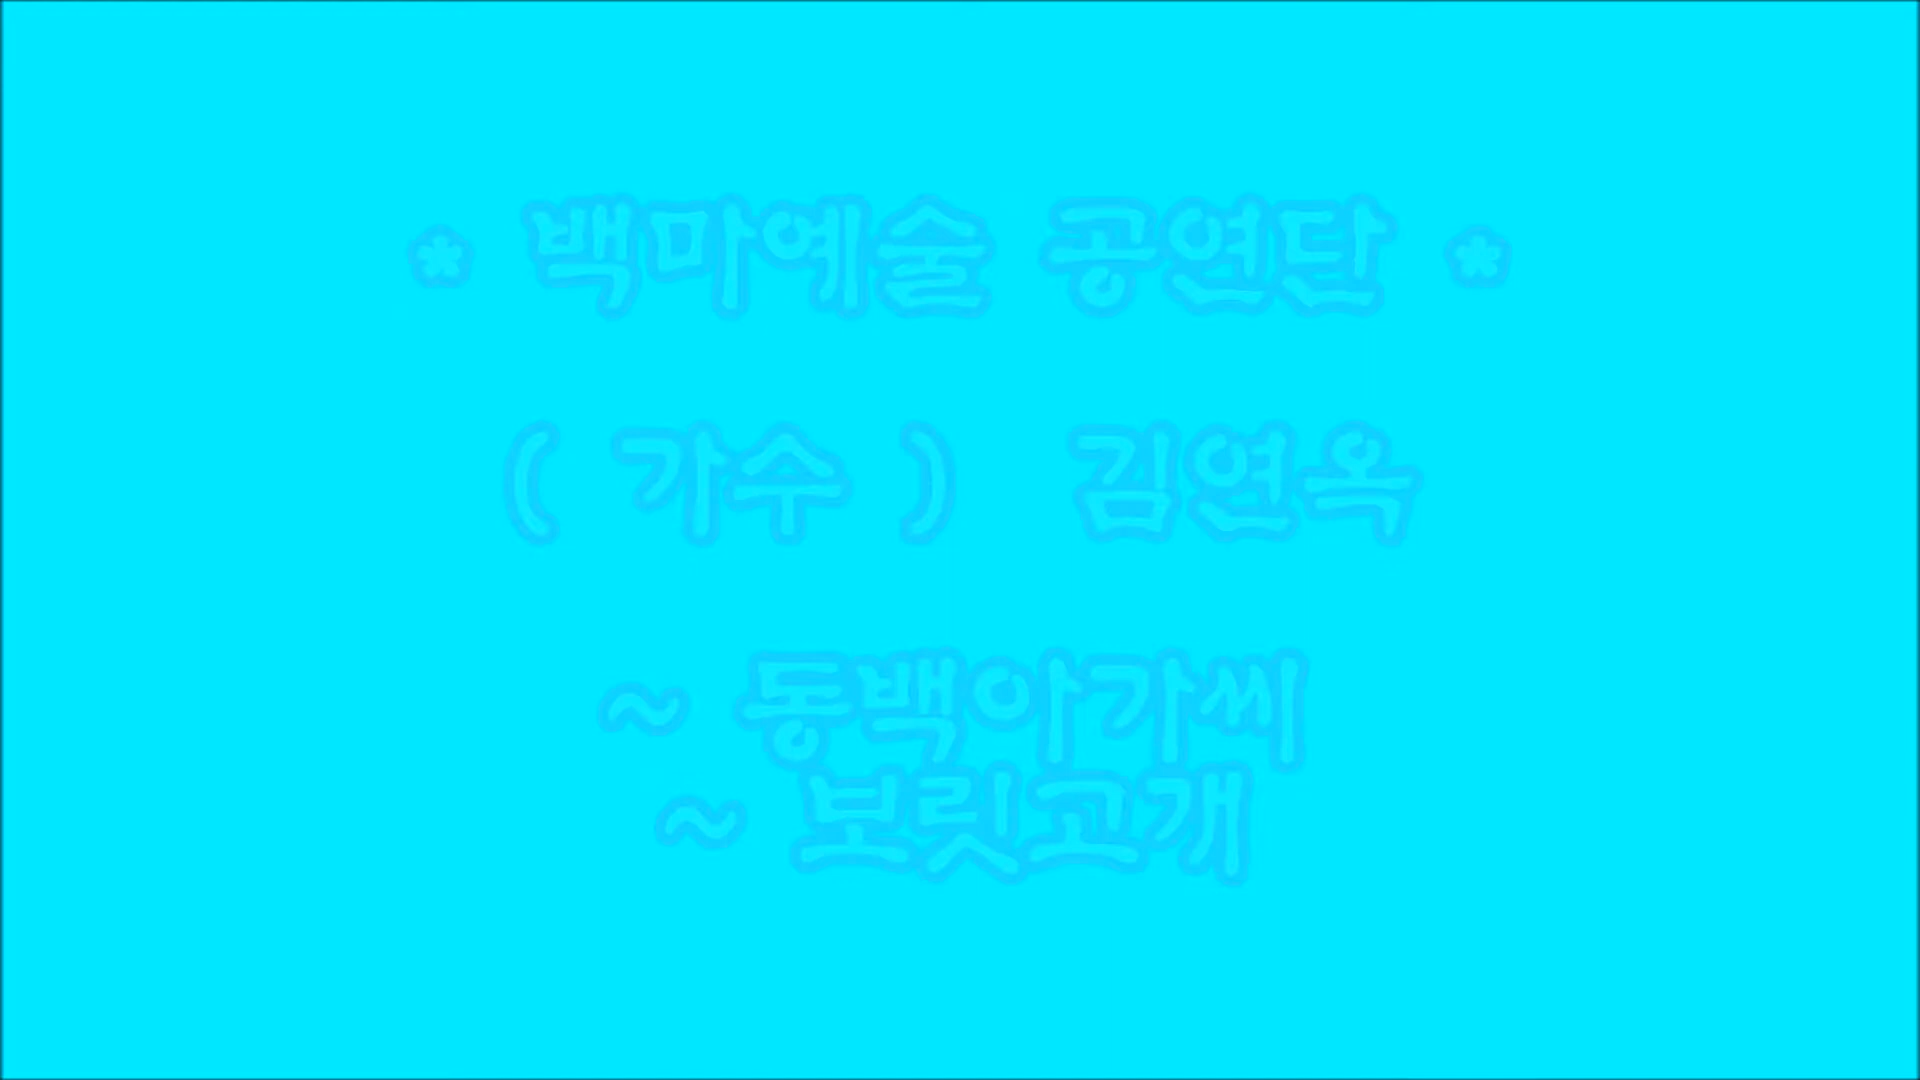 * 백마예술 공연단 *
( 가수 ) 김연옥
~ 동백아가씨
~ 보릿고개